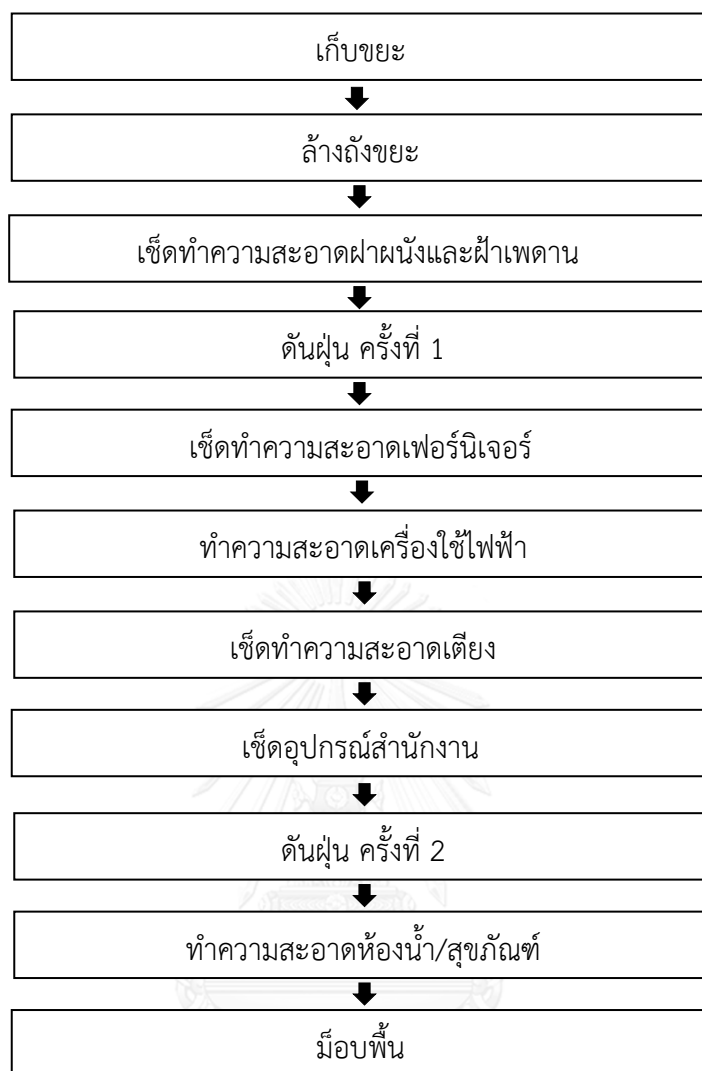 เก็บขยะ
ล้างถังขยะ
เช็ดทำความสะอาดฝาผนังและฝ้าเพดาน
ดันฝุ่น ครั้งที่ 1
เช็ดทำความสะอาดเฟอร์นิเจอร์
ทำความสะอาดเครื่องใช้ไฟฟ้า
เช็ดทำความสะอาดเตียง
เช็ดอุปกรณ์สำนักงาน
ดันฝุ่น ครั้งที่ 2
ทำความสะอาดห้องน้ำ/สุขภัณฑ์
ม็อบพื้น